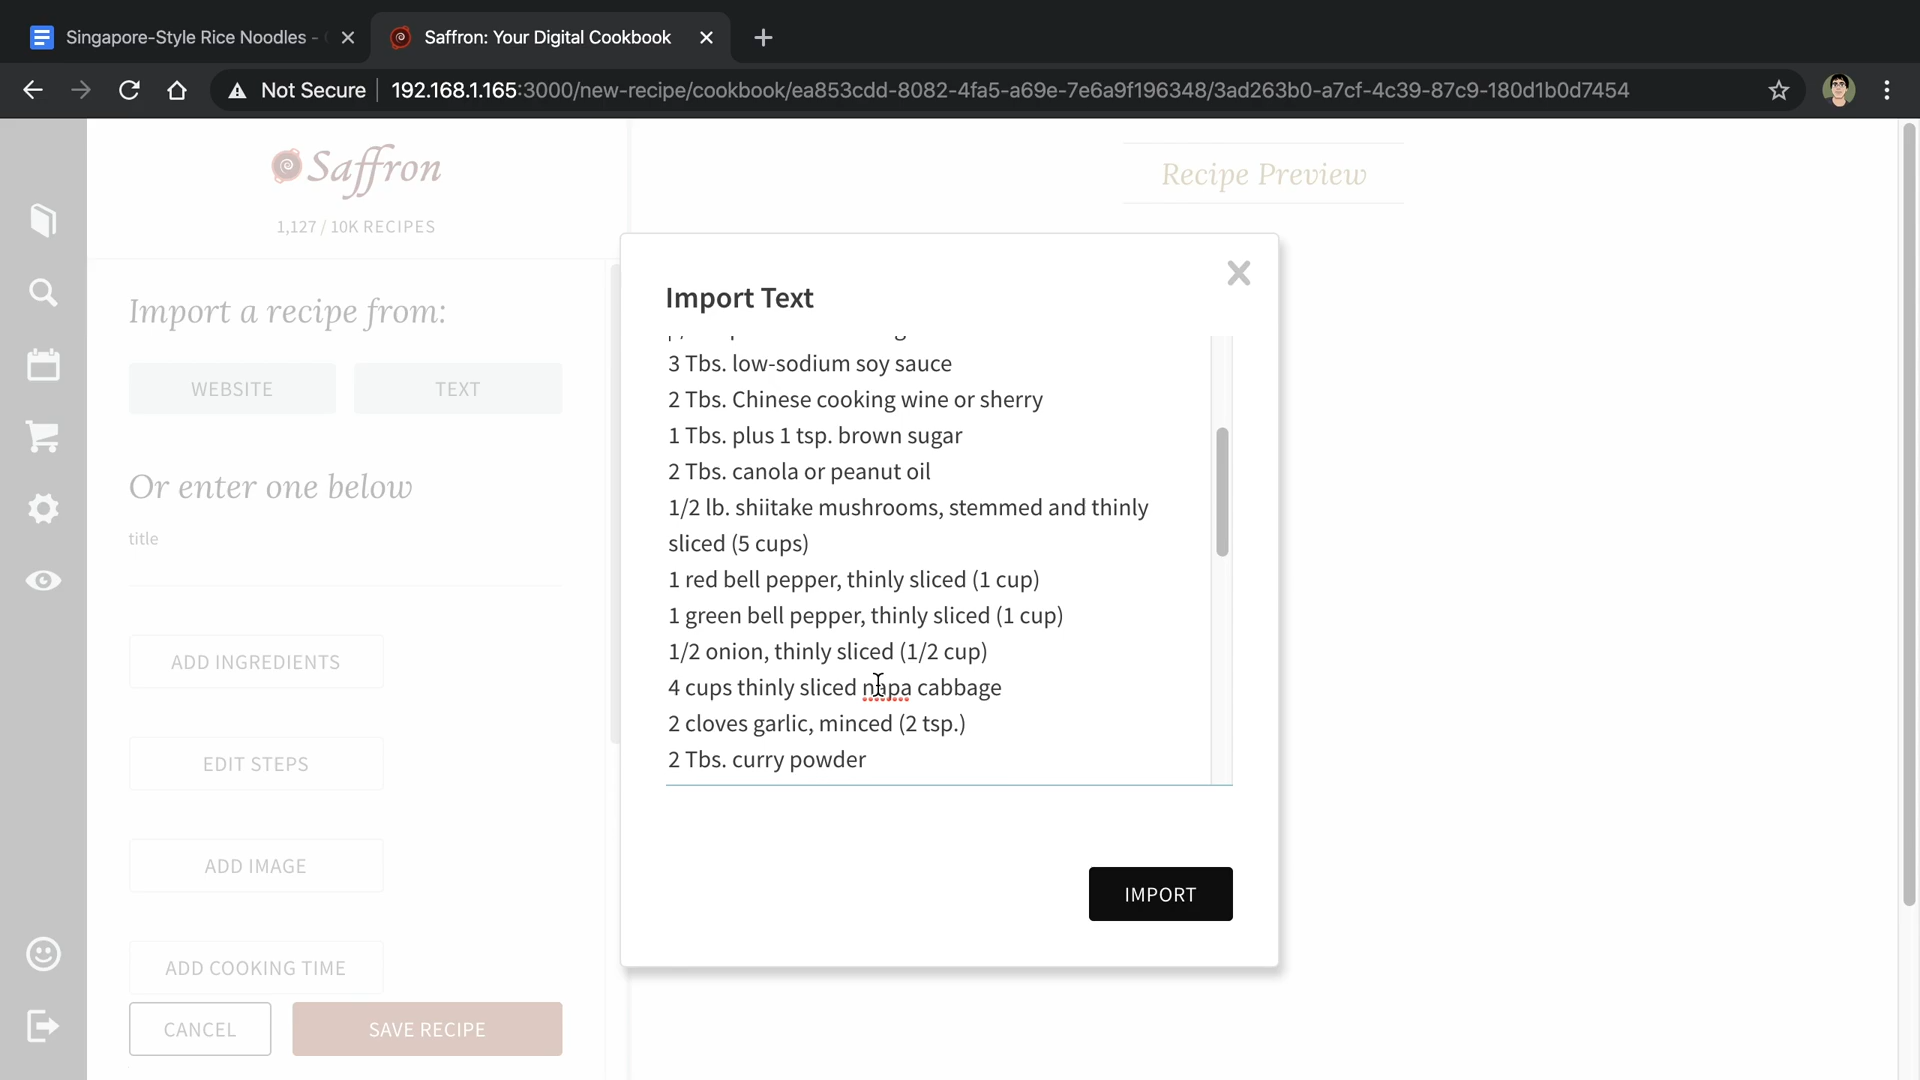 Singapore-Style Rice Noodles -
Saffron: Your Digital Cookbook
Not Secure
192.168.1.165:3000/new-recipe/cookbook/ea853cdd-8082-4fa5-a69e-7e6a9f196348/3ad263b0-a7cf-4c39-87c9-180d1b0d7454
Saffron
1,127 / 10K RECIPES
Import a recipe from:
WEBSITE
TEXT
Or enter one below
title
ADD INGREDIENTS
EDIT STEPS
ADD IMAGE
ADD COOKING TIME
CANCEL
SAVE RECIPE
Recipe Preview
Import Text
3 Tbs. low-sodium soy sauce
2 Tbs. Chinese cooking wine or sherry
1 Tbs. plus 1 tsp. brown sugar
2 Tbs. canola or peanut oil
1/2 lb. shiitake mushrooms, stemmed and thinly
sliced (5 cups)
1 red bell pepper, thinly sliced (1 cup)
1 green bell pepper, thinly sliced (1 cup)
1/2 onion, thinly sliced (1/2 cup)
4 cups thinly sliced napa cabbage
2 cloves garlic, minced (2 tsp.)
2 Tbs. curry powder
IMPORT